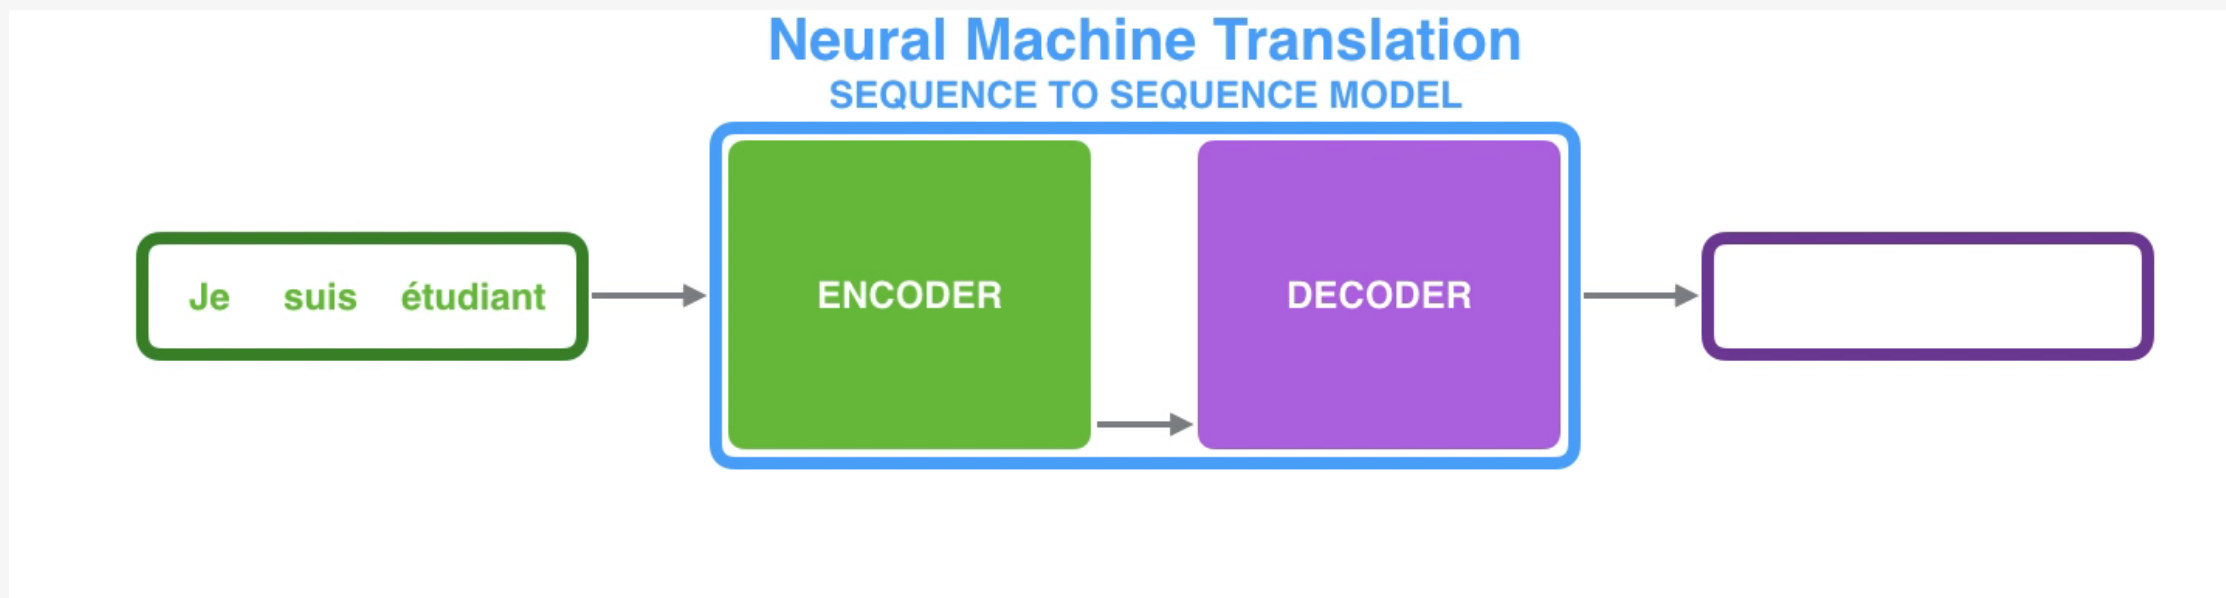 Neural Machine Translation
SEQUENCE TO SEQUENCE MODEL
Je suis étudiant
ENCODER
DECODER